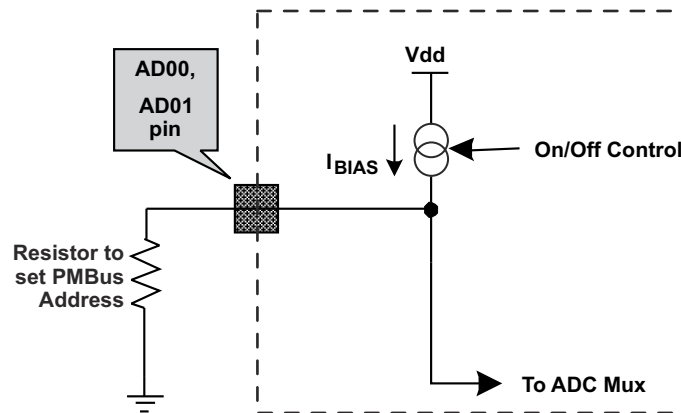 AD00,
AD01
pin
Vdd
IBIAS
On/Off Control
Resistor to
set PMBus
Address
To ADC Mux